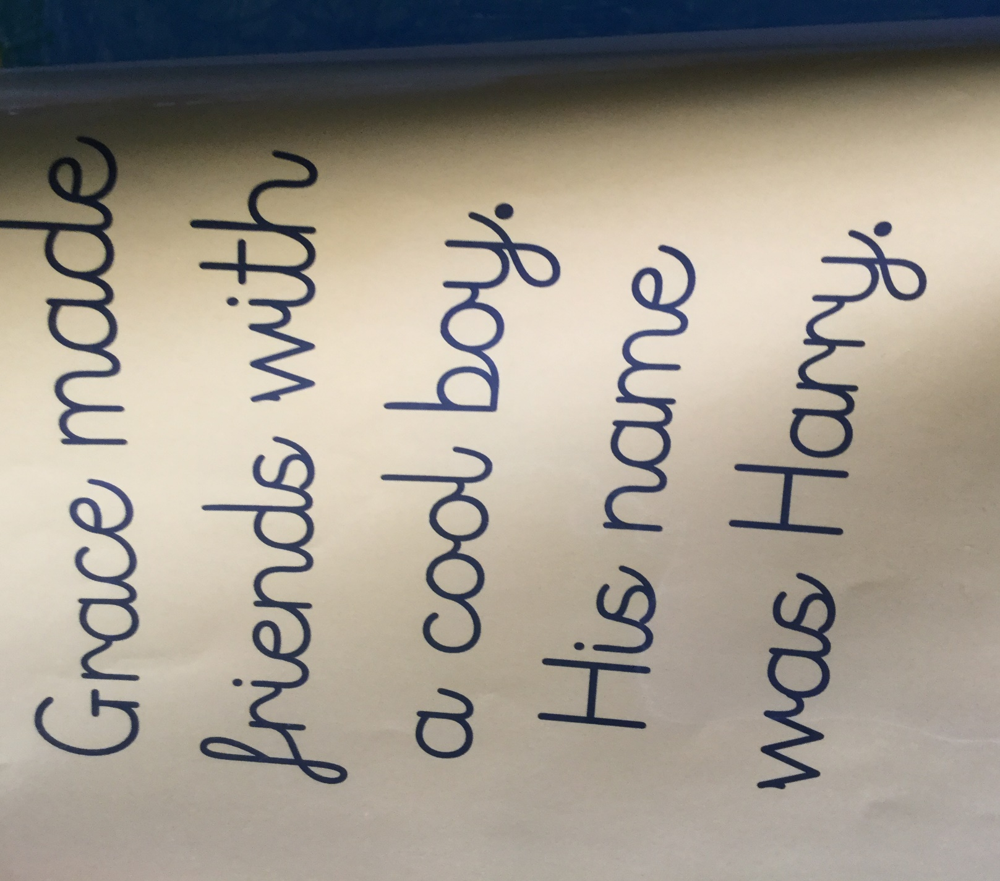 Grace made
friends with
a cool boy.
His name
was Harry.